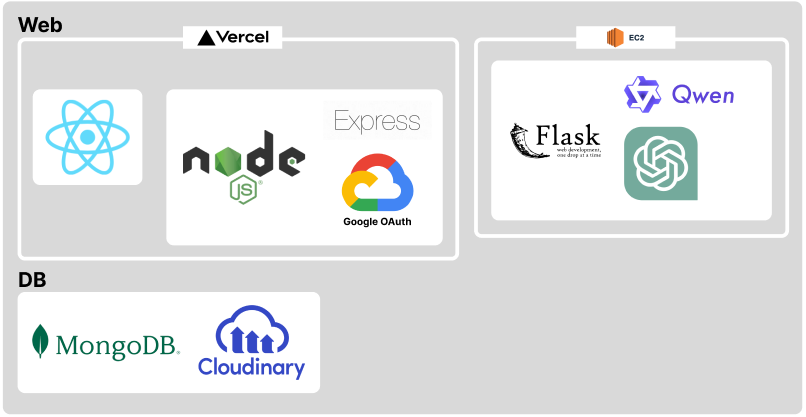 Web
Vercel
EC2
node
JS
Express
Google OAuth
Flask
web development,
one drop at a time
Qwen
DB
MongoDB.
Cloudinary